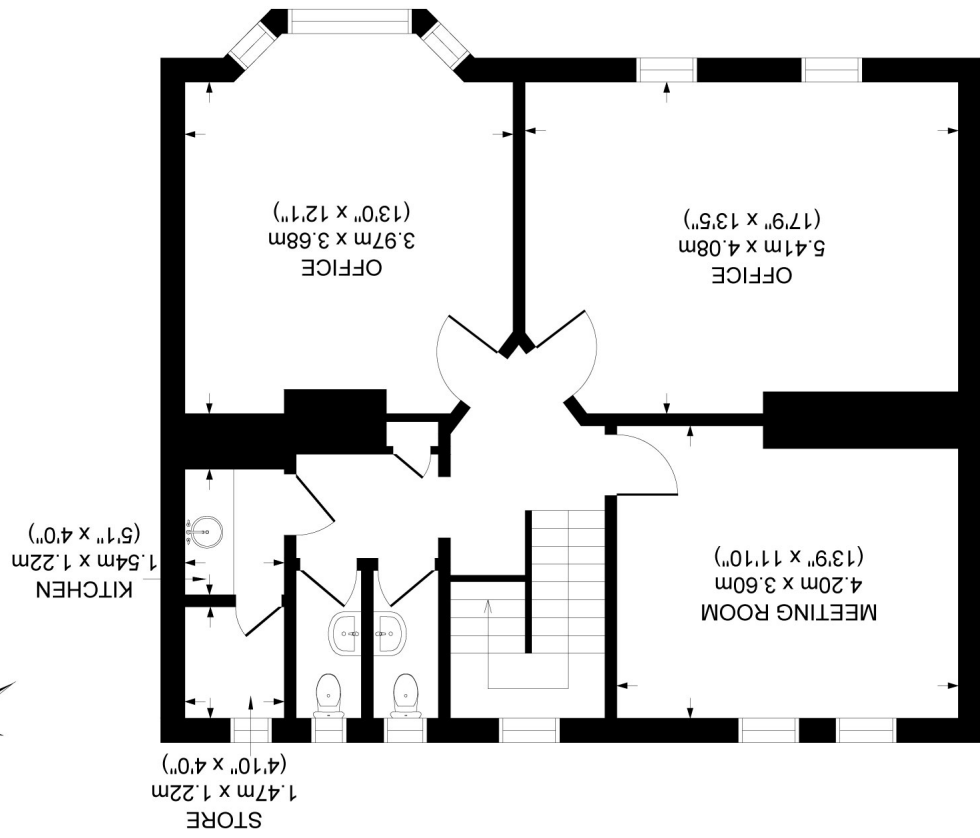 STORE
1.47m x 1.22m
(4'10" x 4'0")
MEETING ROOM
4.20m x 3.60m
(13'9" x 11'10")
KITCHEN
1.54m x 1.22m
(5'1" x 4'0")
OFFICE
5.41m x 4.08m
(17'9" x 13'5")
OFFICE
3.97m x 3.68m
(13'0" x 12'1")